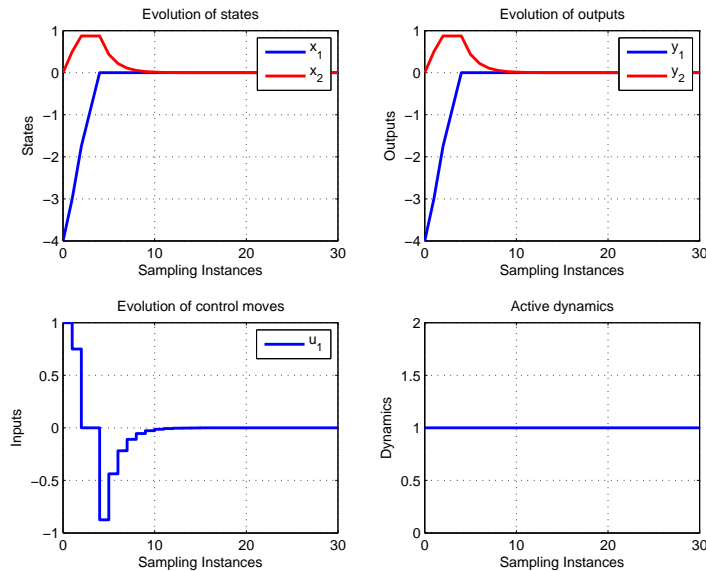 Evolution of states
1
0
−1
−2
−3
−4
States
x1
x2
0 10 20 30
Sampling Instances
Evolution of outputs
1
0
−1
−2
−3
−4
Outputs
y1
y2
0 10 20 30
Sampling Instances
Evolution of control moves
1
0.5
0
−0.5
−1
Inputs
u1
0 10 20 30
Sampling Instances
Active dynamics
2
1.5
1
0.5
0
Dynamics
0 10 20 30
Sampling Instances